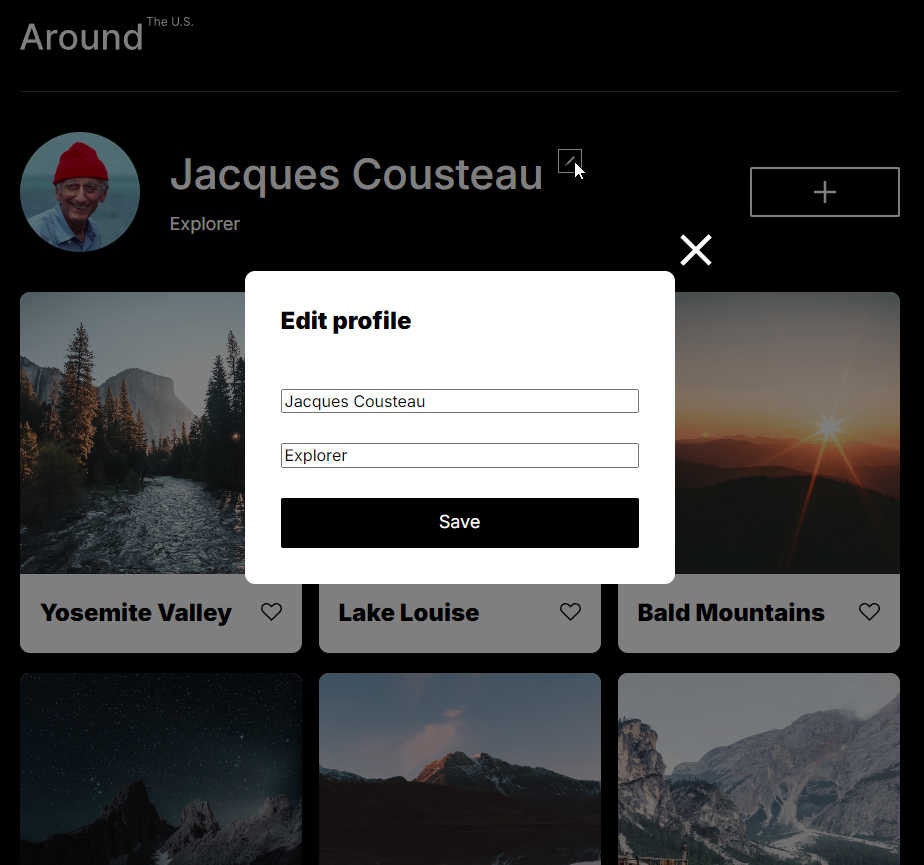 Around The U.S.
Jacques Cousteau
Explorer
Edit profile
Jacques Cousteau
Explorer
Save
Yosemite Valley
Lake Louise
Bald Mountains